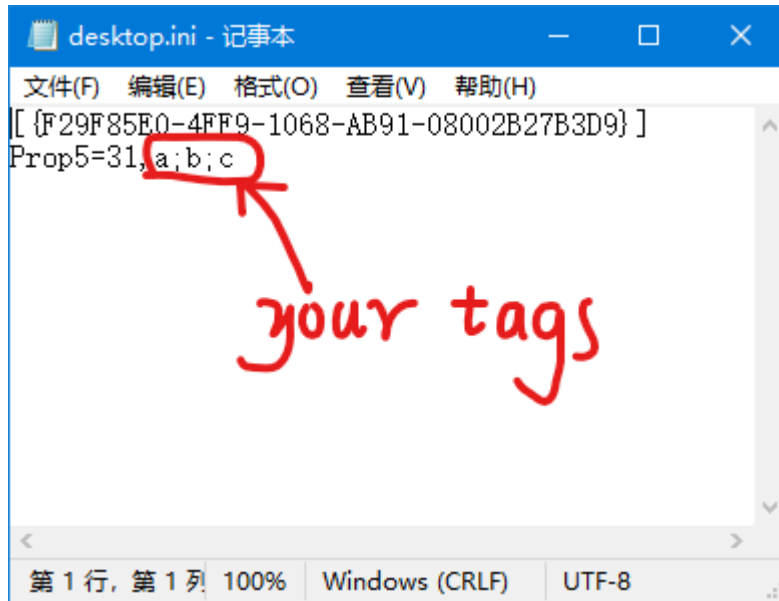 desktop.ini - 记事本
文件(F) 编辑(E) 格式(O) 查看(V) 帮助(H)
[{F29F85E0-4FF9-1068-AB91-08002B27B3D9}]
Prop5=31,a;b;c
your tags
第 1 行, 第 1 列 100% Windows (CRLF) UTF-8